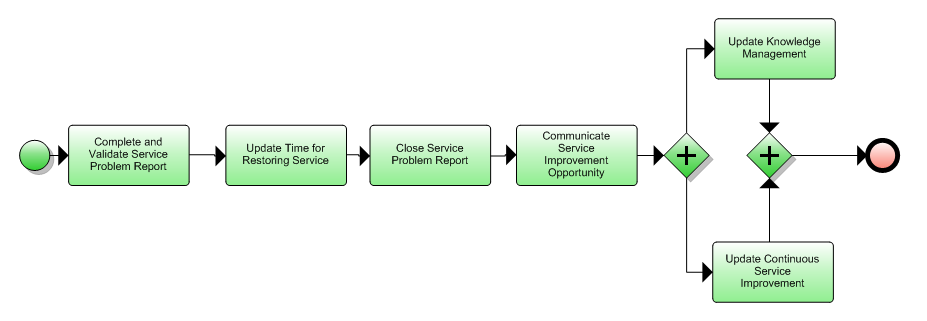 Complete and
Validate Service
Problem Report
Update Time for
Restoring Service
Close Service
Problem Report
Communicate
Service
Improvement
Opportunity
Update Knowledge
Management
Update Continuous
Service
Improvement